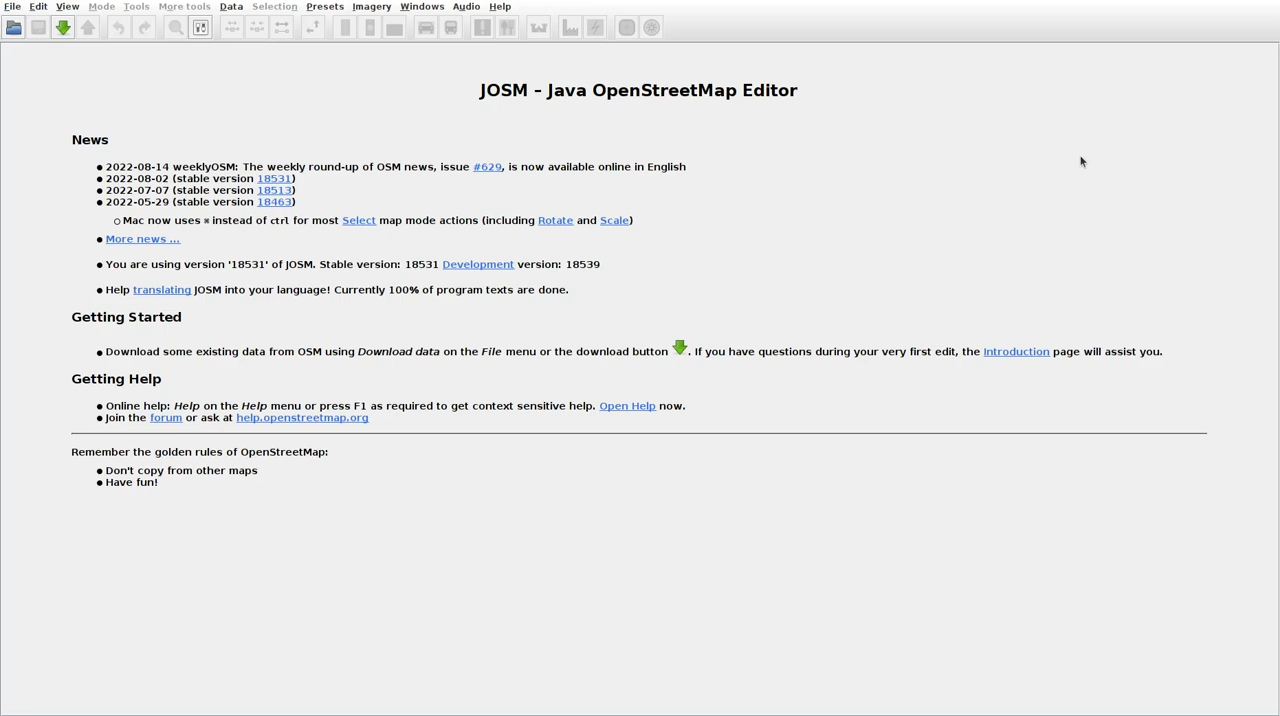 File Edit View Mode Tools More tools Data Selection Presets Imagery Windows Audio Help
JOSM – Java OpenStreetMap Editor
News
2022-08-14 weeklyOSM: The weekly round-up of OSM news, issue #629, is now available online in English
2022-08-02 (stable version 18531)
2022-07-07 (stable version 18513)
2022-05-29 (stable version 18463)
Mac now uses ⌘ instead of ctrl for most Select map mode actions (including Rotate and Scale)
More news ...
You are using version '18531' of JOSM. Stable version: 18531 Development version: 18539
Help translating JOSM into your language! Currently 100% of program texts are done.
Getting Started
Download some existing data from OSM using Download data on the File menu or the download button . If you have questions during your very first edit, the Introduction page will assist you.
Getting Help
Online help: Help on the Help menu or press F1 as required to get context sensitive help. Open Help now.
Join the forum or ask at help.openstreetmap.org
Remember the golden rules of OpenStreetMap:
Don't copy from other maps
Have fun!